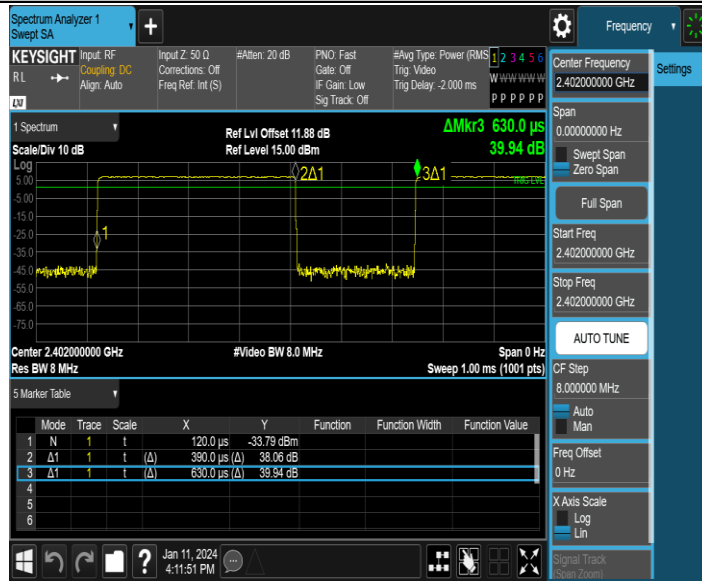 Spectrum Analyzer 1
Swept SA
+
Frequency
KEYSIGHT
RL
LXI
Input: RF
Coupling: DC
Align: Auto
Input Z: 50 Ω
Corrections: Off
Freq Ref: Int (S)
#Atten: 20 dB
PNO: Fast
Gate: Off
IF Gain: Low
Sig Track: Off
#Avg Type: Power (RMS
Trig: Video
Trig Delay: -2.000 ms
1 2 3 4 5 6
W W W W W W
P P P P P P
1 Spectrum
Scale/Div 10 dB
Ref Lvl Offset 11.88 dB
Ref Level 15.00 dBm
ΔMkr3 630.0 µs
39.94 dB
Log
5.00
-5.00
-15.0
-25.0
-35.0
-45.0
-55.0
-65.0
-75.0
1
2Δ1
3Δ1
Center 2.402000000 GHz
Res BW 8 MHz
#Video BW 8.0 MHz
Span 0 Hz
Sweep 1.00 ms (1001 pts)
5 Marker Table
Mode Trace Scale X Y Function Function Width Function Value
1 N 1 t 120.0 µs -33.79 dBm
2 Δ1 1 t (Δ) 390.0 µs (Δ) 38.06 dB
3 Δ1 1 t (Δ) 630.0 µs (Δ) 39.94 dB
4
5
6
?
Jan 11, 2024
4:11:51 PM
Center Frequency
2.402000000 GHz
Span
0.00000000 Hz
Swept Span
Zero Span
Full Span
Start Freq
2.402000000 GHz
Stop Freq
2.402000000 GHz
AUTO TUNE
CF Step
8.000000 MHz
Auto
Man
Freq Offset
0 Hz
X Axis Scale
Log
Lin
Signal Track
(Span Zoom)
Settings